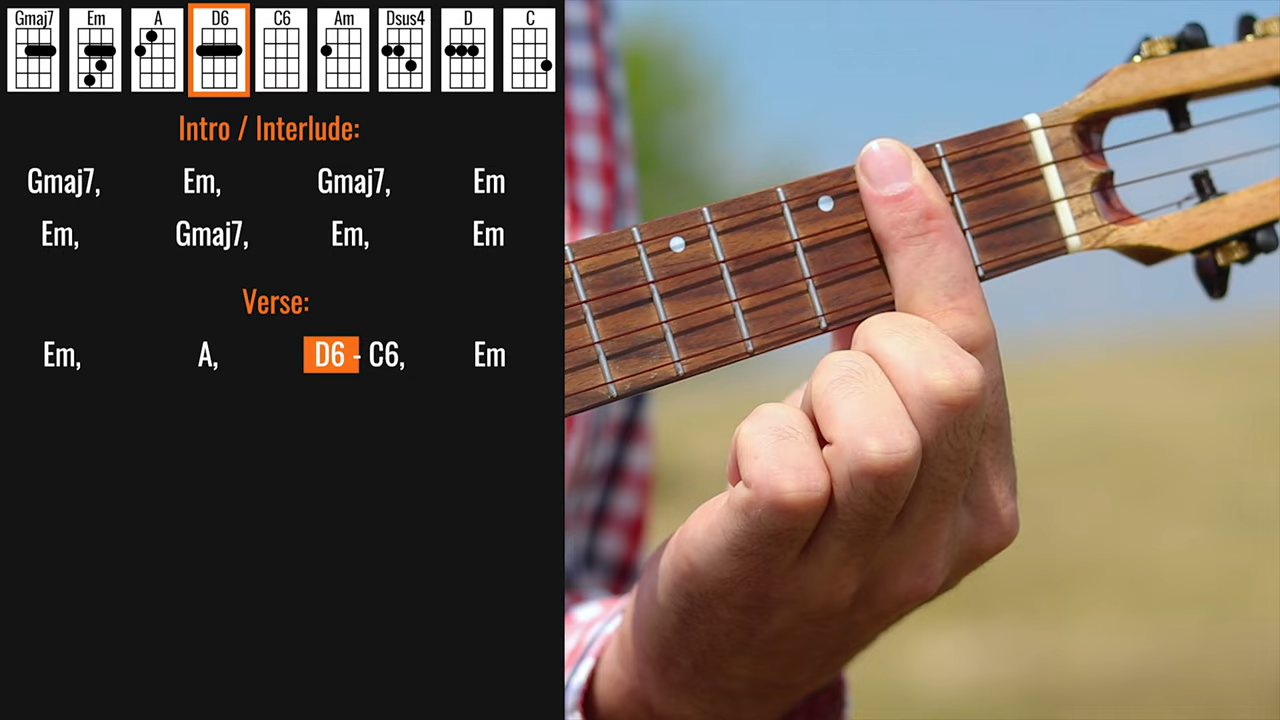 Gmaj7 Em A D6 C6 Am Dsus4 D C
Intro / Interlude:
Gmaj7, Em, Gmaj7, Em
Em, Gmaj7, Em, Em
Verse:
Em, A, D6 - C6, Em